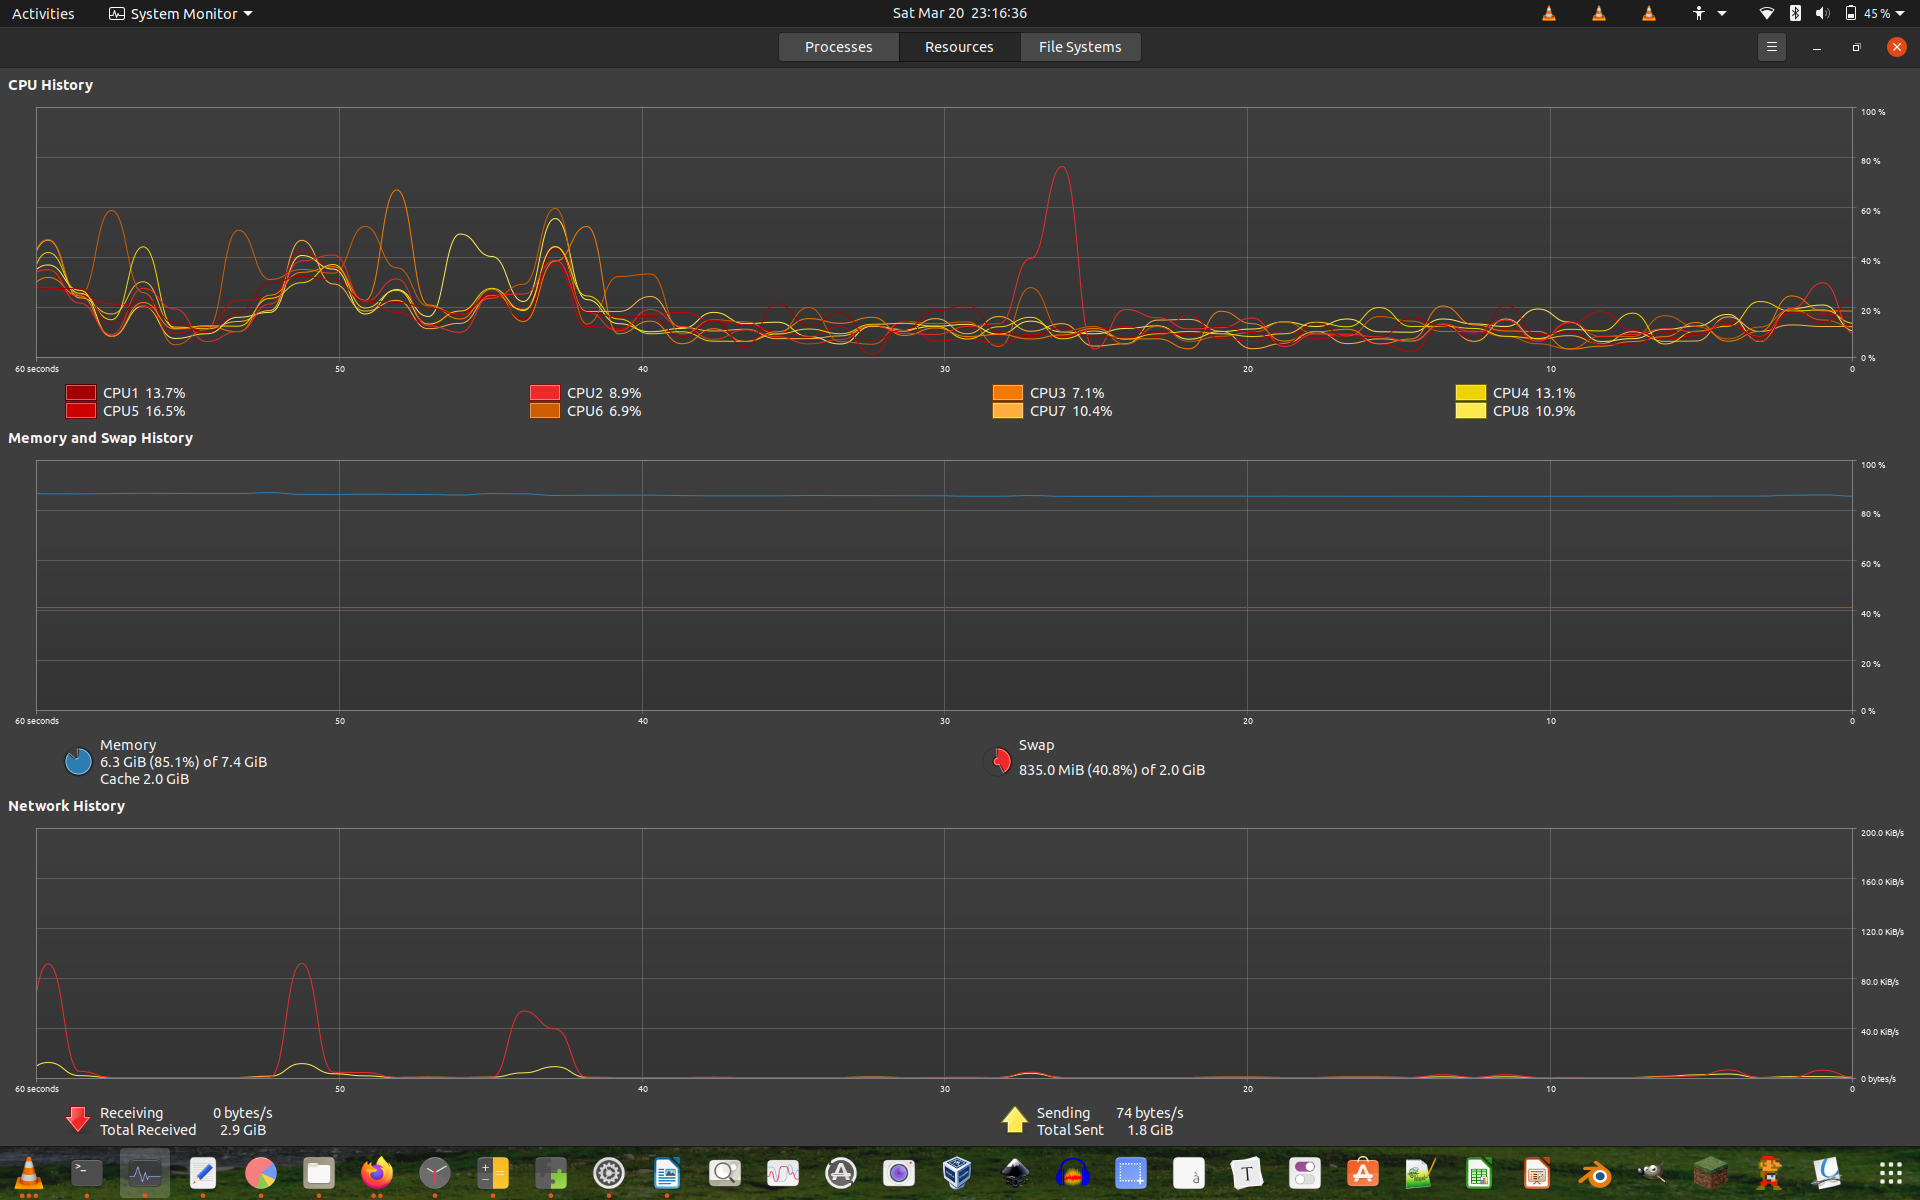 Activities System Monitor Sat Mar 20 23:16:36 45 %
Processes Resources File Systems
CPU History
100 %
80 %
60 %
40 %
20 %
0 %
60 seconds 50 40 30 20 10 0
CPU1 13.7% CPU2 8.9% CPU3 7.1% CPU4 13.1%
CPU5 16.5% CPU6 6.9% CPU7 10.4% CPU8 10.9%
Memory and Swap History
100 %
80 %
60 %
40 %
20 %
0 %
60 seconds 50 40 30 20 10 0
Memory Swap
6.3 GiB (85.1%) of 7.4 GiB 835.0 MiB (40.8%) of 2.0 GiB
Cache 2.0 GiB
Network History
200.0 KiB/s
160.0 KiB/s
120.0 KiB/s
80.0 KiB/s
40.0 KiB/s
0 bytes/s
60 seconds 50 40 30 20 10 0
Receiving 0 bytes/s Sending 74 bytes/s
Total Received 2.9 GiB Total Sent 1.8 GiB